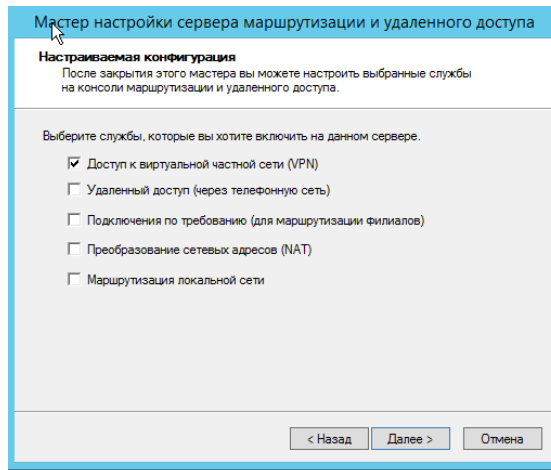 Мастер настройки сервера маршрутизации и удаленного доступа
Настраиваемая конфигурация
После закрытия этого мастера вы можете настроить выбранные службы
на консоли маршрутизации и удаленного доступа.
Выберите службы, которые вы хотите включить на данном сервере.
Доступ к виртуальной частной сети (VPN)
Удаленный доступ (через телефонную сеть)
Подключения по требованию (для маршрутизации филиалов)
Преобразование сетевых адресов (NAT)
Маршрутизация локальной сети
< Назад
Далее >
Отмена